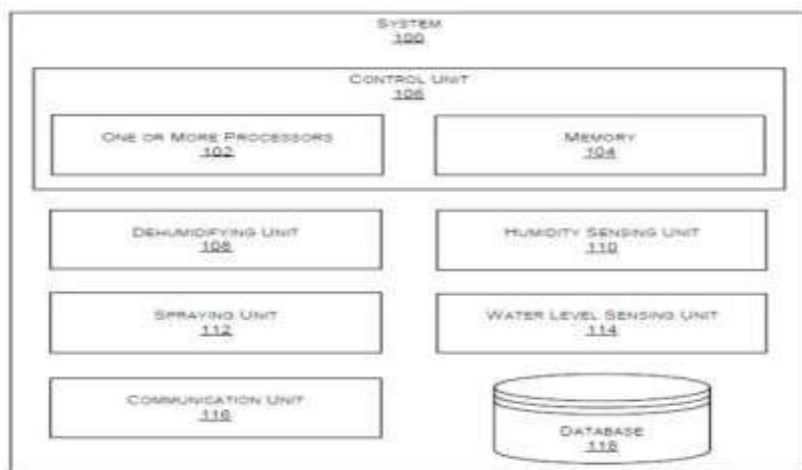 SYSTEM
100
CONTROL UNIT
106
ONE OR MORE PROCESSORS
102
MEMORY
104
DEHUMIDIFYING UNIT
108
HUMIDITY SENSING UNIT
110
SPRAYING UNIT
112
WATER LEVEL SENSING UNIT
114
COMMUNICATION UNIT
116
DATABASE
118